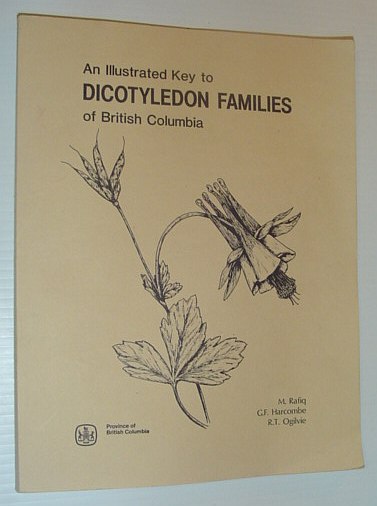 An Illustrated Key to
DICOTYLEDON FAMILIES
of British Columbia
M. Rafiq
G.F. Harcombe
R.T. Ogilvie
Province of
British Columbia